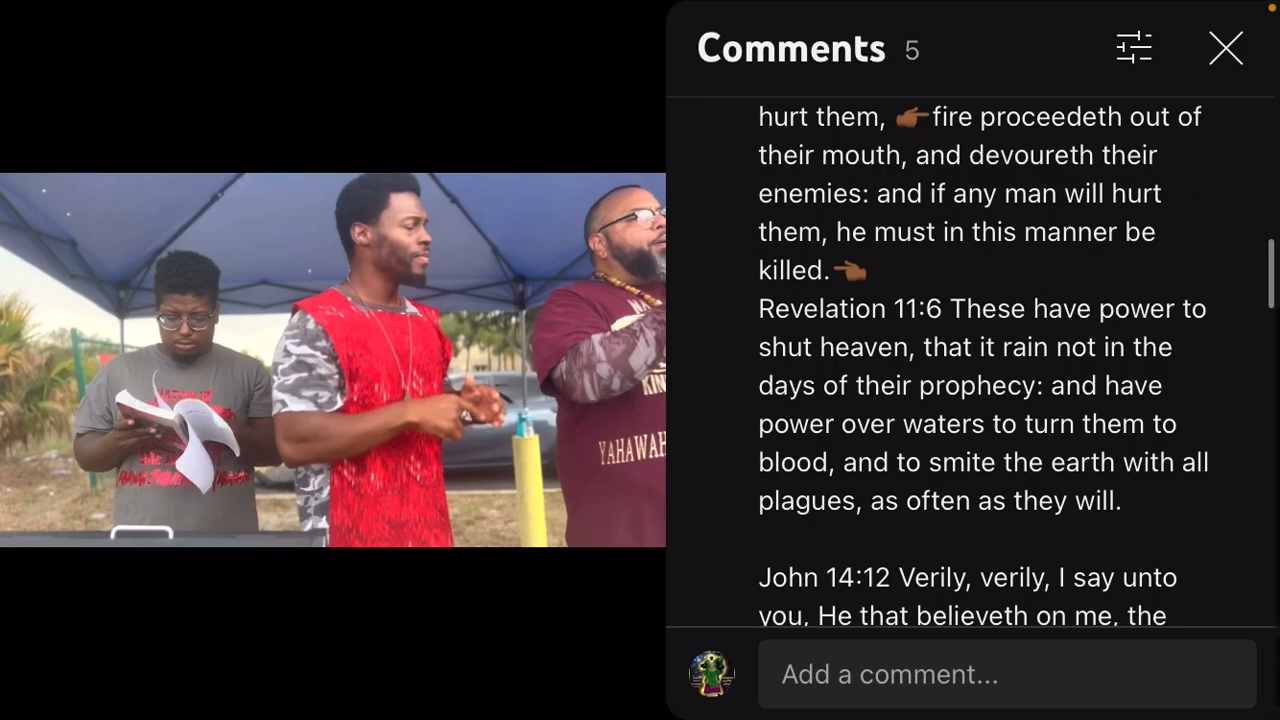 Comments 5
hurt them, 👉🏾fire proceedeth out of
their mouth, and devoureth their
enemies: and if any man will hurt
them, he must in this manner be
killed.👈🏾
Revelation 11:6 These have power to
shut heaven, that it rain not in the
days of their prophecy: and have
power over waters to turn them to
blood, and to smite the earth with all
plagues, as often as they will.
John 14:12 Verily, verily, I say unto
you, He that believeth on me, the
Add a comment...
YAHAWAH